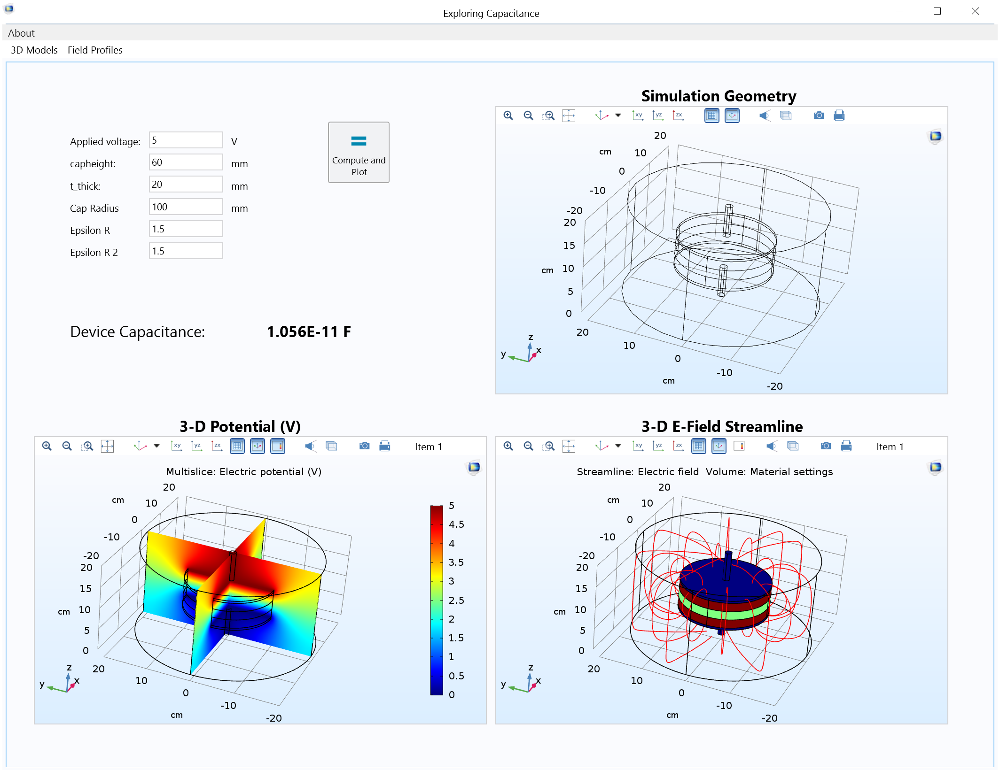 Exploring Capacitance
About
3D Models Field Profiles
Applied voltage: 5 V
capheight: 60 mm
t_thick: 20 mm
Cap Radius 100 mm
Epsilon R 1.5
Epsilon R 2 1.5
Compute and
Plot
Device Capacitance: 1.056E-11 F
Simulation Geometry
xy yz zx
20
cm 10
0
-10
-20
20
15
cm 10
5
0
20
10
0
-10
cm
-20
z
y x
3-D Potential (V)
xy yz zx Item 1
Multislice: Electric potential (V)
20
cm 10
0
-10
-20
20
15
cm 10
5
0
20
10
0
-10
cm
-20
z
y x
5
4.5
4
3.5
3
2.5
2
1.5
1
0.5
0
3-D E-Field Streamline
xy yz zx Item 1
Streamline: Electric field Volume: Material settings
20
cm 10
0
-10
-20
20
15
cm 10
5
0
20
10
0
-10
cm
-20
z
y x